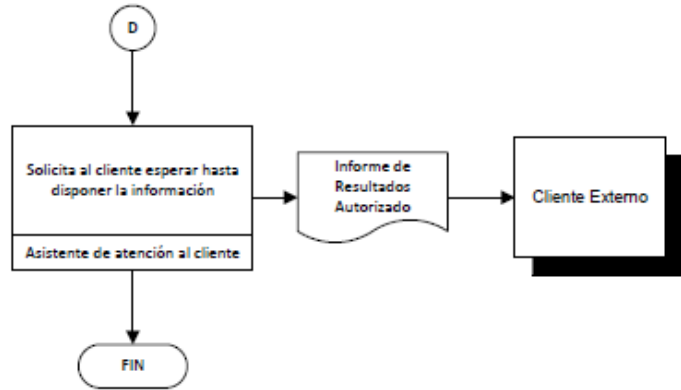 D
Solicita al cliente esperar hasta
disponer la información
Asistente de atención al cliente
Informe de
Resultados
Autorizado
Cliente Externo
FIN